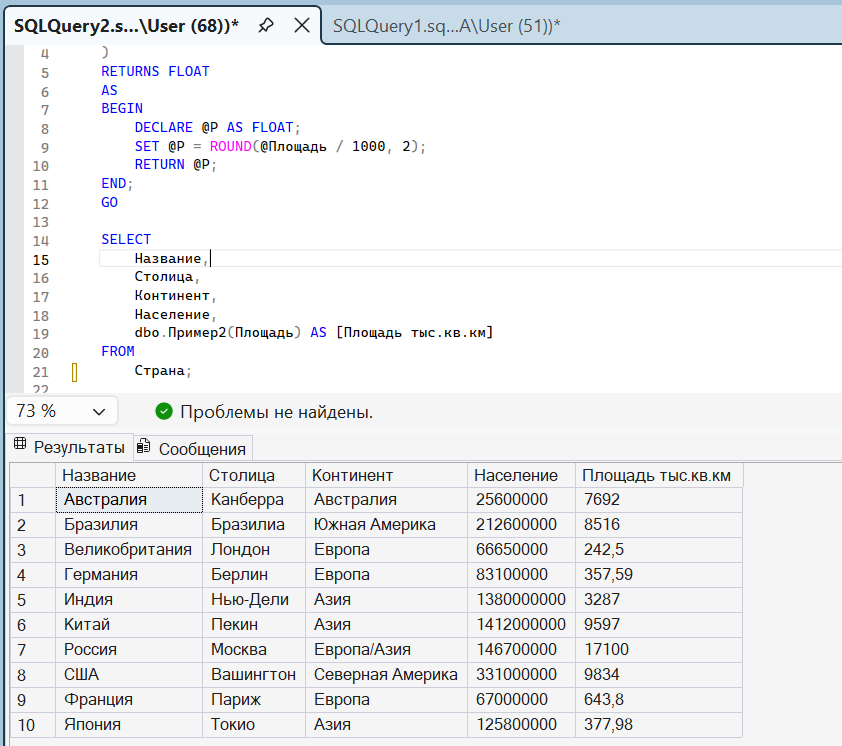 SQLQuery2.s...\User (68))*
SQLQuery1.sq...A\User (51))*
4 )
5 RETURNS FLOAT
6 AS
7 BEGIN
8 DECLARE @P AS FLOAT;
9 SET @P = ROUND(@Площадь / 1000, 2);
10 RETURN @P;
11 END;
12 GO
13
14 SELECT
15 Название,
16 Столица,
17 Континент,
18 Население,
19 dbo.Пример2(Площадь) AS [Площадь тыс.кв.км]
20 FROM
21 Страна;
22
73 % Проблемы не найдены.
Результаты Сообщения
Название Столица Континент Население Площадь тыс.кв.км
1 Австралия Канберра Австралия 25600000 7692
2 Бразилия Бразилиа Южная Америка 212600000 8516
3 Великобритания Лондон Европа 66650000 242,5
4 Германия Берлин Европа 83100000 357,59
5 Индия Нью-Дели Азия 1380000000 3287
6 Китай Пекин Азия 1412000000 9597
7 Россия Москва Европа/Азия 146700000 17100
8 США Вашингтон Северная Америка 331000000 9834
9 Франция Париж Европа 67000000 643,8
10 Япония Токио Азия 125800000 377,98